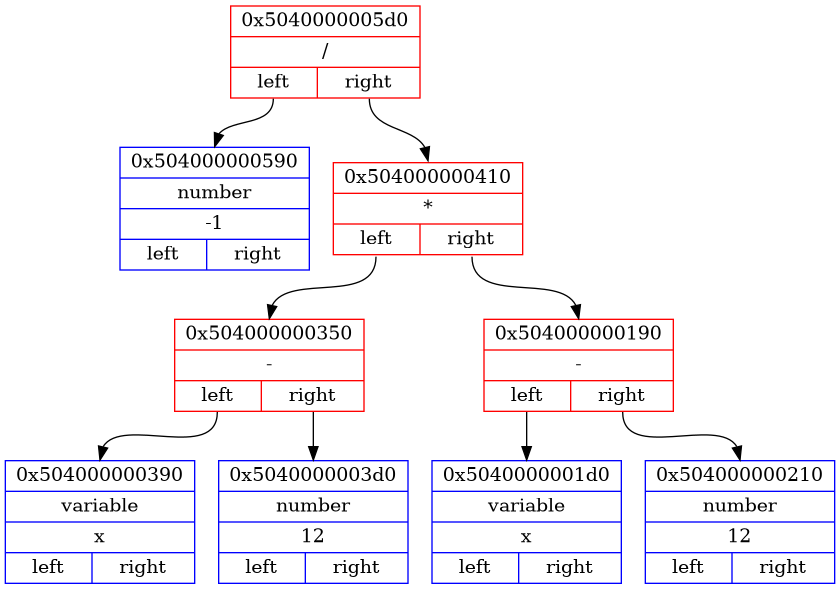 0x5040000005d0
/
left right
0x504000000590
number
-1
left right
0x504000000410
*
left right
0x504000000350
-
left right
0x504000000190
-
left right
0x504000000390
variable
x
left right
0x5040000003d0
number
12
left right
0x5040000001d0
variable
x
left right
0x504000000210
number
12
left right